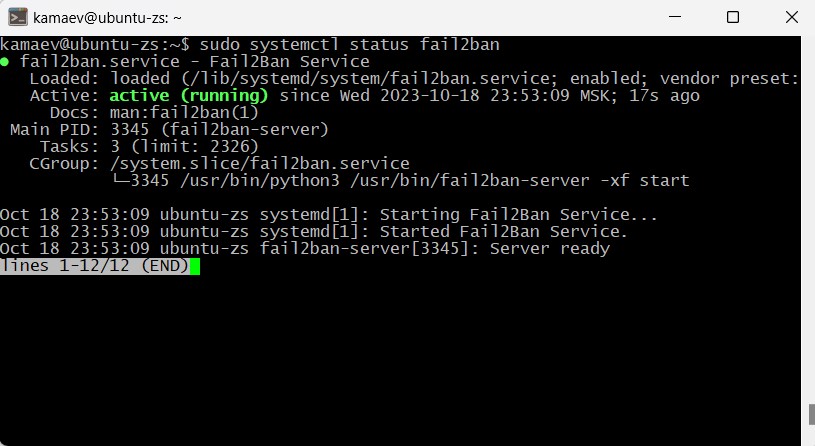 kamaev@ubuntu-zs: ~
kamaev@ubuntu-zs:~$ sudo systemctl status fail2ban
● fail2ban.service - Fail2Ban Service
   Loaded: loaded (/lib/systemd/system/fail2ban.service; enabled; vendor preset:
   Active: active (running) since Wed 2023-10-18 23:53:09 MSK; 17s ago
     Docs: man:fail2ban(1)
 Main PID: 3345 (fail2ban-server)
    Tasks: 3 (limit: 2326)
   CGroup: /system.slice/fail2ban.service
           └─3345 /usr/bin/python3 /usr/bin/fail2ban-server -xf start
Oct 18 23:53:09 ubuntu-zs systemd[1]: Starting Fail2Ban Service...
Oct 18 23:53:09 ubuntu-zs systemd[1]: Started Fail2Ban Service.
Oct 18 23:53:09 ubuntu-zs fail2ban-server[3345]: Server ready
lines 1-12/12 (END)